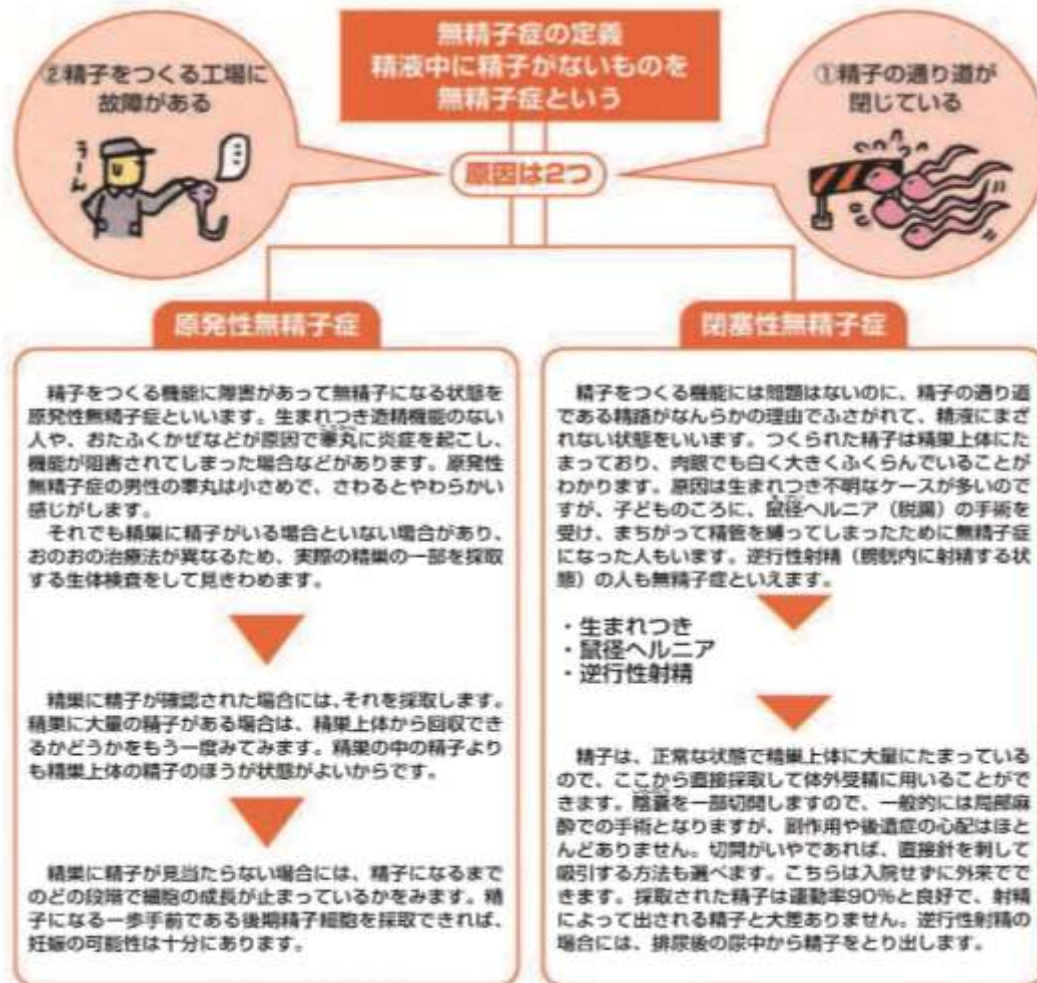 無精子症の定義
精液中に精子がないものを
無精子症という
②精子をつくる工場に
故障がある
うーん
①精子の通り道が
閉じている
原因は2つ
原発性無精子症
精子をつくる機能に障害があって無精子になる状態を
原発性無精子症といいます。生まれつき造精機能のない
人や、おたふくかぜなどが原因で睾丸に炎症を起こし、
機能が阻害されてしまった場合などがあります。原発性
無精子症の男性の睾丸は小さめで、さわるとやわらかい
感じがします。
それでも精巣に精子がいる場合といない場合があり、
おのおの治療法が異なるため、実際の精巣の一部を採取
する生体検査をして見きわめます。
精巣に精子が確認された場合には、それを採取します。
精巣に大量の精子がある場合は、精巣上体から回収でき
るかどうかをもう一度みてみます。精巣の中の精子より
も精巣上体の精子のほうが状態がよいからです。
精巣に精子が見当たらない場合には、精子になるまで
のどの段階で細胞の成長が止まっているかをみます。精
子になる一歩手前である後期精子細胞を採取できれば、
妊娠の可能性は十分にあります。
閉塞性無精子症
精子をつくる機能には問題はないのに、精子の通り道
である精路がなんらかの理由でふさがれて、精液にまざ
れない状態をいいます。つくられた精子は精巣上体にた
まっており、肉眼でも白く大きくふくらんでいることが
わかります。原因は生まれつき不明なケースが多いので
すが、子どものころに、鼠径ヘルニア（脱腸）の手術を
受け、まちがって精管を縛ってしまったために無精子症
になった人もいます。逆行性射精（膀胱内に射精する状
態）の人も無精子症といえます。
・生まれつき
・鼠径ヘルニア
・逆行性射精
精子は、正常な状態で精巣上体に大量にたまっている
ので、ここから直接採取して体外受精に用いることがで
きます。陰嚢を一部切開しますので、一般的には局部麻
酔での手術となりますが、副作用や後遺症の心配はほと
んどありません。切開がいやであれば、直接針を刺して
吸引する方法も選べます。こちらは入院せずに外来でで
きます。採取された精子は運動率90％と良好で、射精
によって出される精子と大差ありません。逆行性射精の
場合には、排尿後の尿中から精子をとり出します。